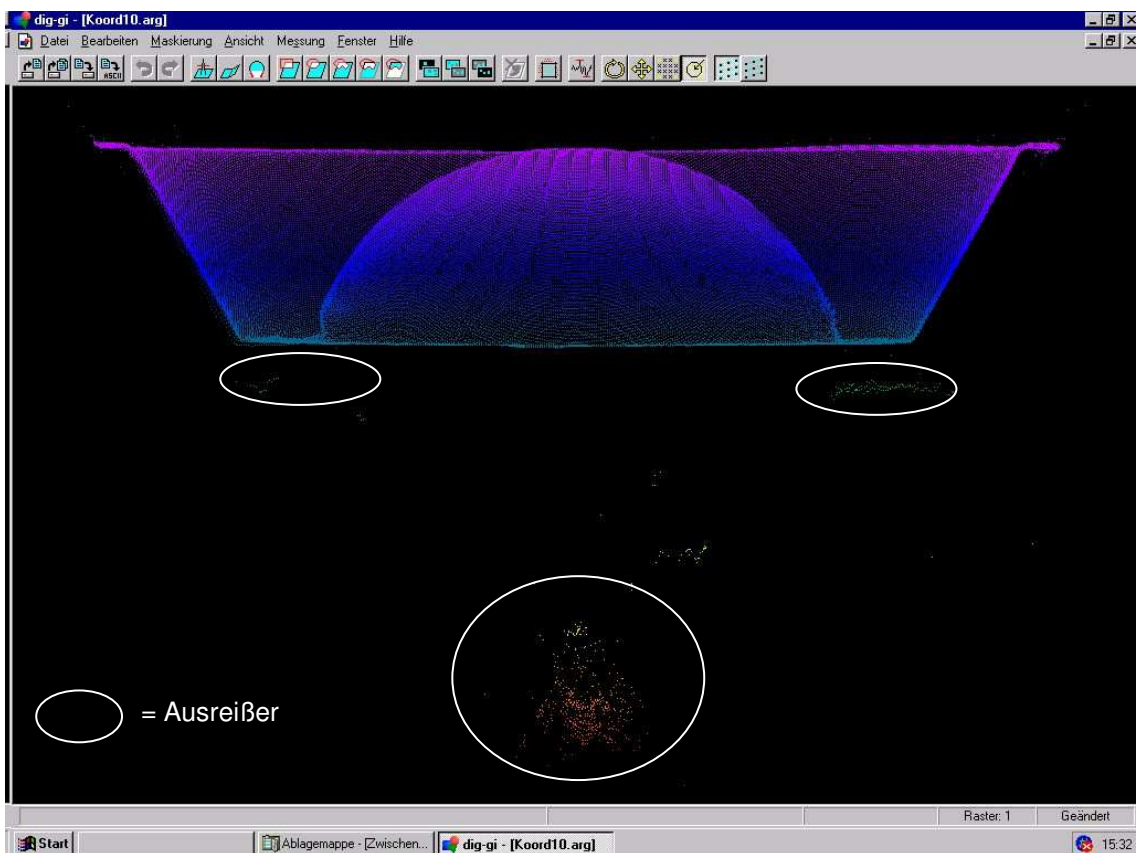 dig-gi - [Koord10.arg]
Datei Bearbeiten Maskierung Ansicht Messung Fenster Hilfe
ASCII
= Ausreißer
Raster: 1 Geändert
Start Ablagemappe - [Zwischen... dig-gi - [Koord10.arg] 15:32